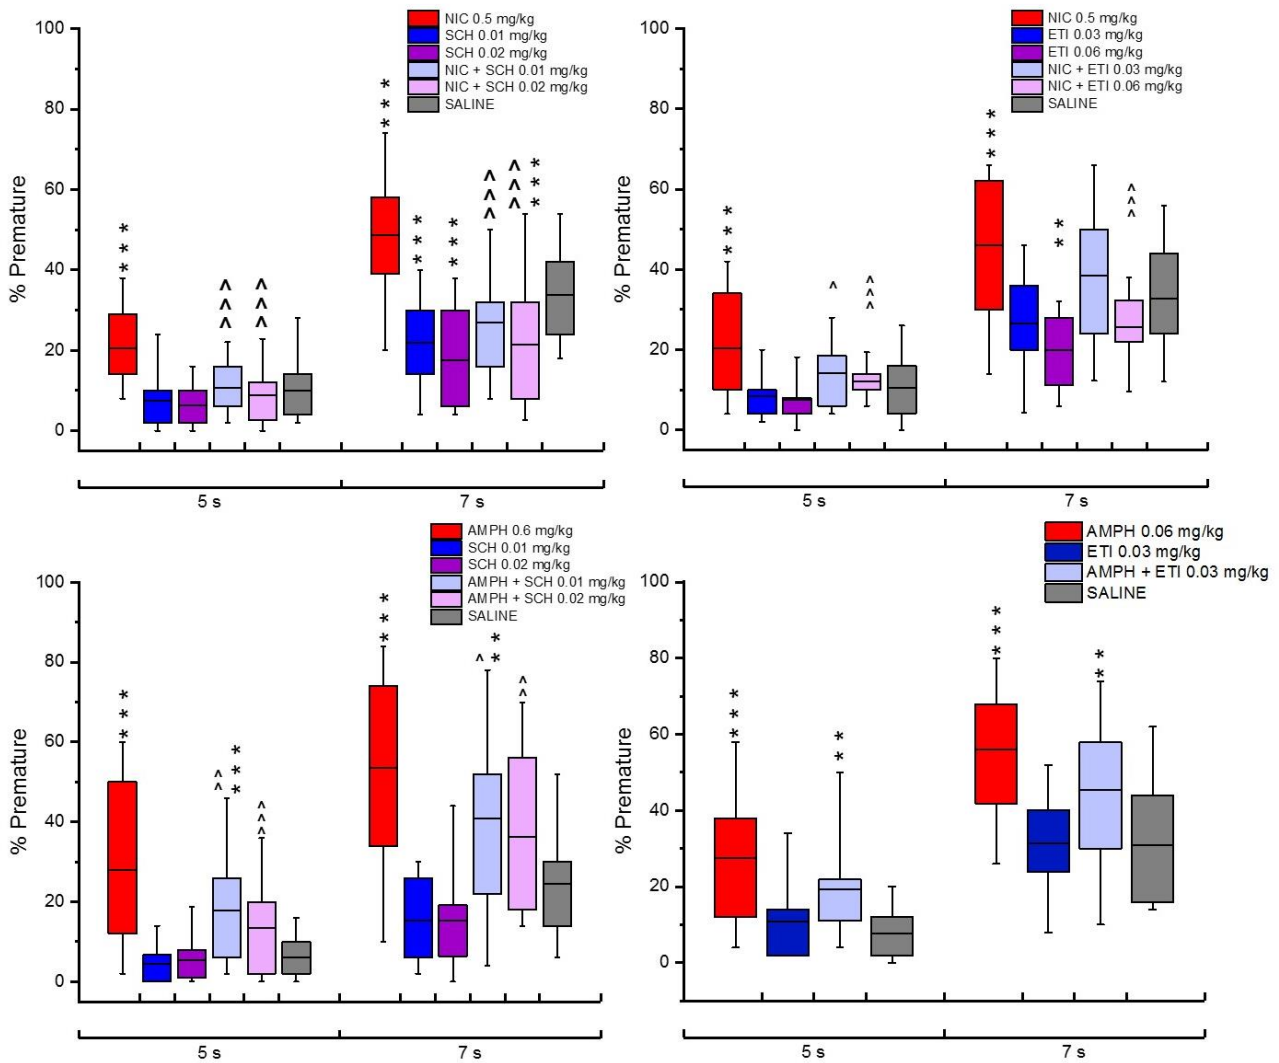 NIC 0.5 mg/kg
SCH 0.01 mg/kg
SCH 0.02 mg/kg
NIC + SCH 0.01 mg/kg
NIC + SCH 0.02 mg/kg
SALINE
% Premature
100
80
60
40
20
0
*** *** *** *** ***
^^^ ^^^ ^^^ ^^^
5 s
7 s
NIC 0.5 mg/kg
ETI 0.03 mg/kg
ETI 0.06 mg/kg
NIC + ETI 0.03 mg/kg
NIC + ETI 0.06 mg/kg
SALINE
% Premature
100
80
60
40
20
0
*** *** **
^ ^^^ ^^^
5 s
7 s
AMPH 0.6 mg/kg
SCH 0.01 mg/kg
SCH 0.02 mg/kg
AMPH + SCH 0.01 mg/kg
AMPH + SCH 0.02 mg/kg
SALINE
% Premature
100
80
60
40
20
0
*** *** *** **
^^ ^^^ ^ ^^
5 s
7 s
AMPH 0.06 mg/kg
ETI 0.03 mg/kg
AMPH + ETI 0.03 mg/kg
SALINE
% Premature
100
80
60
40
20
0
*** ** *** **
5 s
7 s